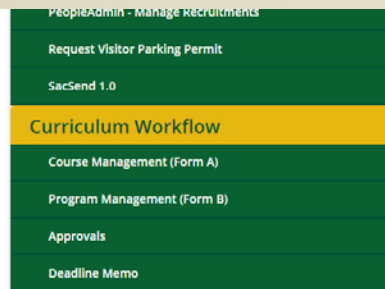 PeopleAdmin - Manage Recruitments
Request Visitor Parking Permit
SacSend 1.0
Curriculum Workflow
Course Management (Form A)
Program Management (Form B)
Approvals
Deadline Memo